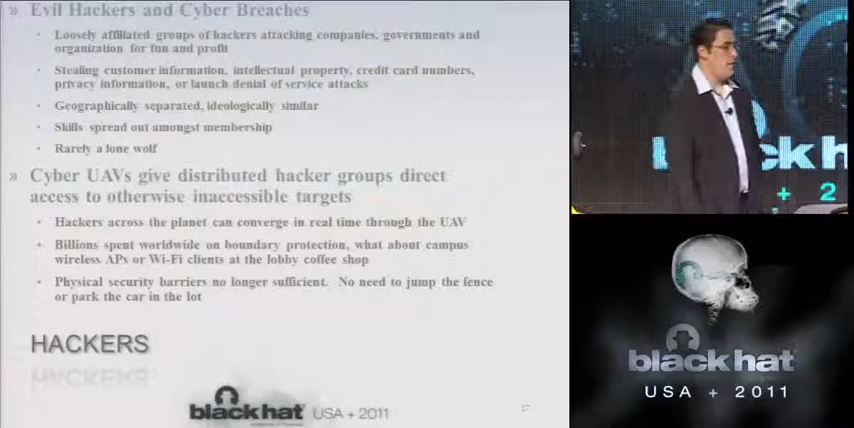 » Evil Hackers and Cyber Breaches
• Loosely affiliated groups of hackers attacking companies, governments and
organization for fun and profit
• Stealing customer information, intellectual property, credit card numbers,
privacy information, or launch denial of service attacks
• Geographically separated, ideologically similar
• Skills spread out amongst membership
• Rarely a lone wolf
» Cyber UAVs give distributed hacker groups direct
access to otherwise inaccessible targets
• Hackers across the planet can converge in real time through the UAV
• Billions spent worldwide on boundary protection, what about campus
wireless APs or Wi-Fi clients at the lobby coffee shop
• Physical security barriers no longer sufficient. No need to jump the fence
or park the car in the lot
HACKERS
black hat USA + 2011
27
ck h
+ 2
black hat
USA + 2011